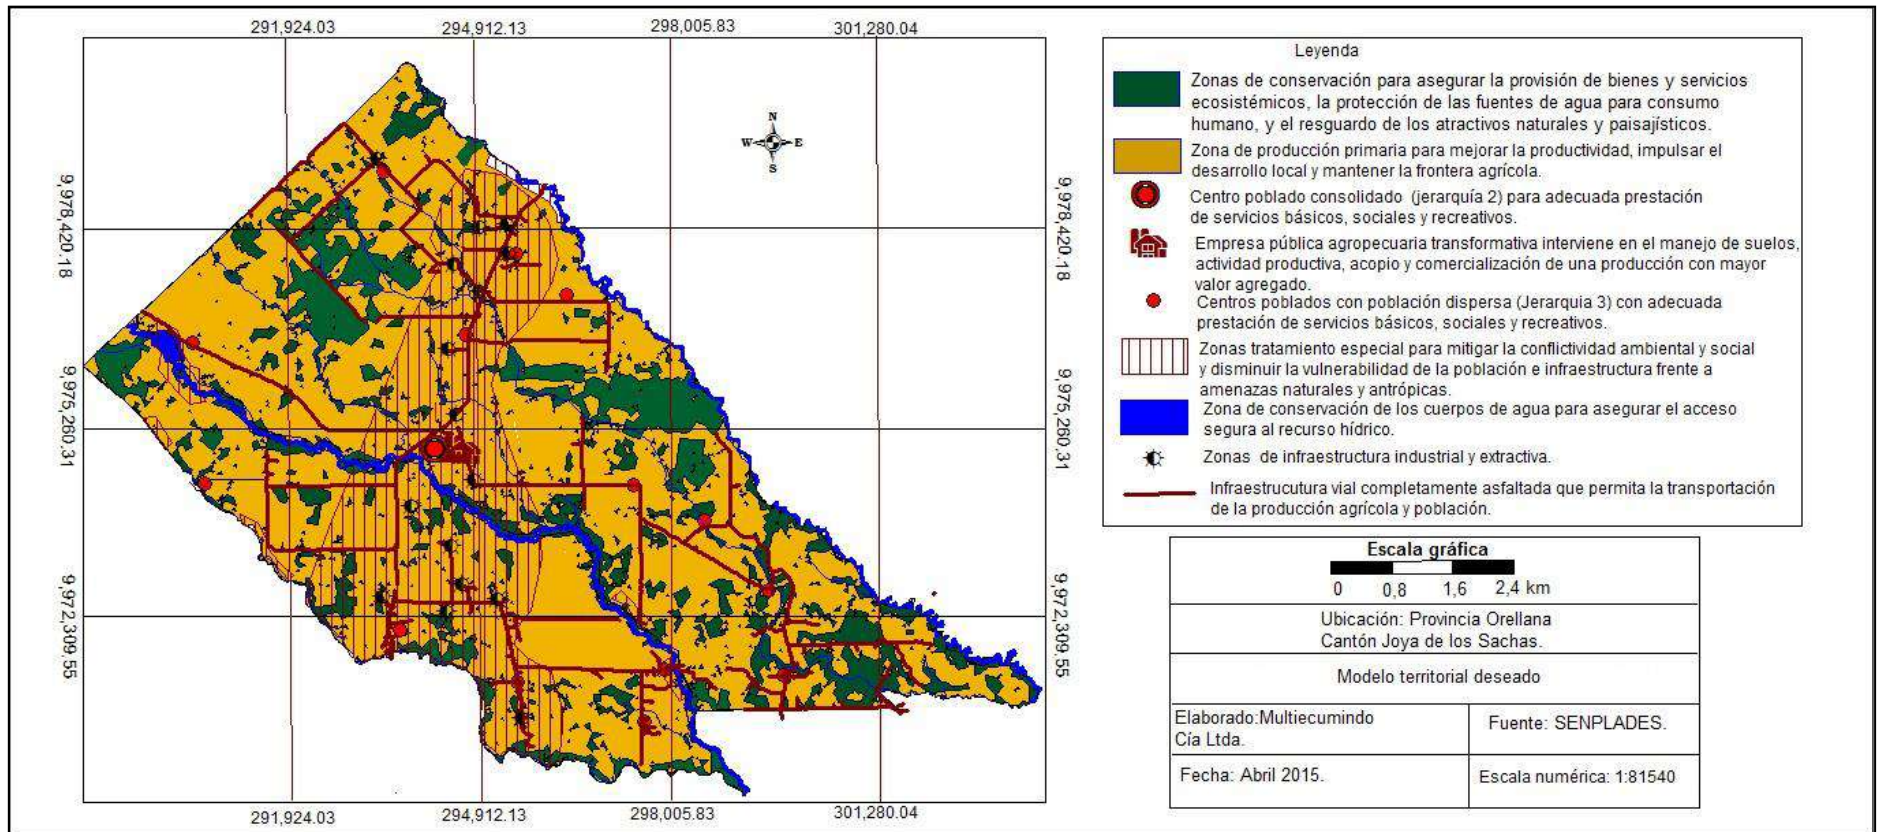 291,924.03
294,912.13
298,005.83
301,280.04
9,978,420.18
9,975,260.31
9,972,309.55
N
W
E
S
9,978,420.18
9,975,260.31
9,972,309.55
291,924.03
294,912.13
298,005.83
301,280.04
Leyenda
Zonas de conservación para asegurar la provisión de bienes y servicios
ecosistémicos, la protección de las fuentes de agua para consumo
humano, y el resguardo de los atractivos naturales y paisajísticos.
Zona de producción primaria para mejorar la productividad, impulsar el
desarrollo local y mantener la frontera agrícola.
Centro poblado consolidado (jerarquía 2) para adecuada prestación
de servicios básicos, sociales y recreativos.
Empresa pública agropecuaria transformativa interviene en el manejo de suelos,
actividad productiva, acopio y comercialización de una producción con mayor
valor agregado.
Centros poblados con población dispersa (Jerarquia 3) con adecuada
prestación de servicios básicos, sociales y recreativos.
Zonas tratamiento especial para mitigar la conflictividad ambiental y social
y disminuir la vulnerabilidad de la población e infraestructura frente a
amenazas naturales y antrópicas.
Zona de conservación de los cuerpos de agua para asegurar el acceso
segura al recurso hídrico.
Zonas de infraestructura industrial y extractiva.
Infraestrucutura vial completamente asfaltada que permita la transportación
de la producción agrícola y población.
Escala gráfica
0 0,8 1,6 2,4 km
Ubicación: Provincia Orellana
Cantón Joya de los Sachas.
Modelo territorial deseado
Elaborado:Multiecumindo
Cía Ltda.
Fuente: SENPLADES.
Fecha: Abril 2015.
Escala numérica: 1:81540